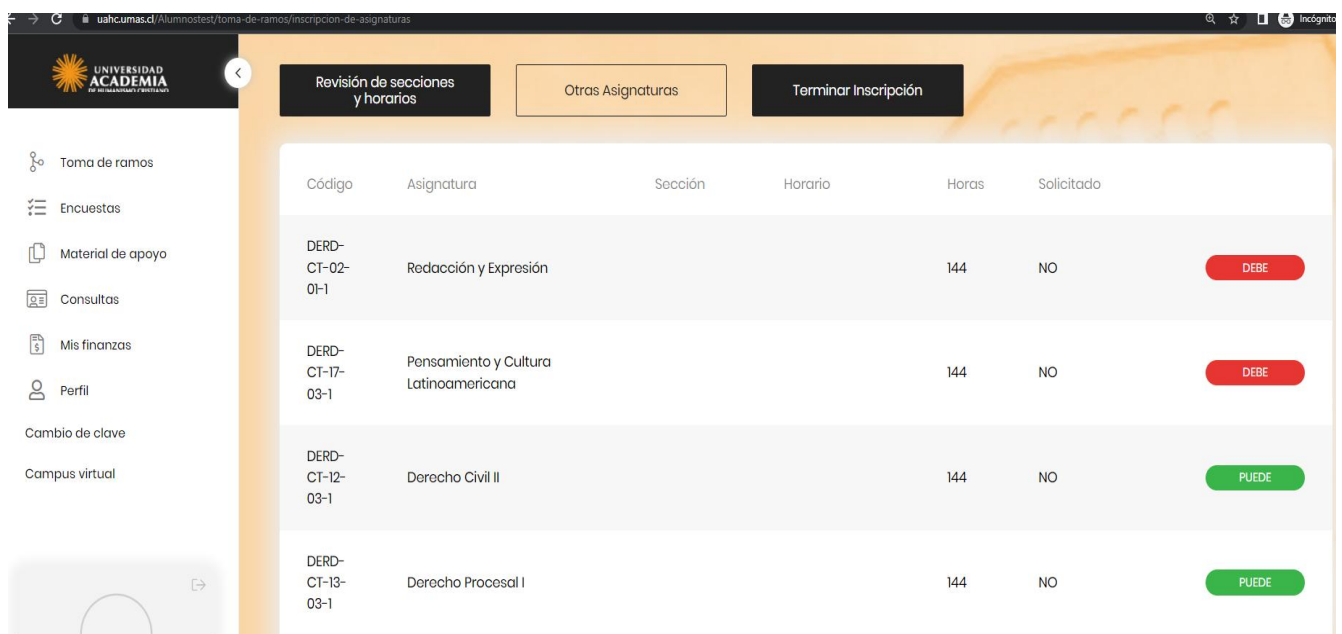 uahc.umas.cl/Alumnostest/toma-de-ramos/inscripcion-de-asignaturas
Incógnito
UNIVERSIDAD
ACADEMIA
DE HUMANISMO CRISTIANO
Revisión de secciones
y horarios
Otras Asignaturas
Terminar Inscripción
Toma de ramos
Encuestas
Material de apoyo
Consultas
Mis finanzas
Perfil
Cambio de clave
Campus virtual
Código Asignatura Sección Horario Horas Solicitado
DERD-
CT-02-
01-1
Redacción y Expresión
144 NO DEBE
DERD-
CT-17-
03-1
Pensamiento y Cultura
Latinoamericana
144 NO DEBE
DERD-
CT-12-
03-1
Derecho Civil II
144 NO PUEDE
DERD-
CT-13-
03-1
Derecho Procesal I
144 NO PUEDE